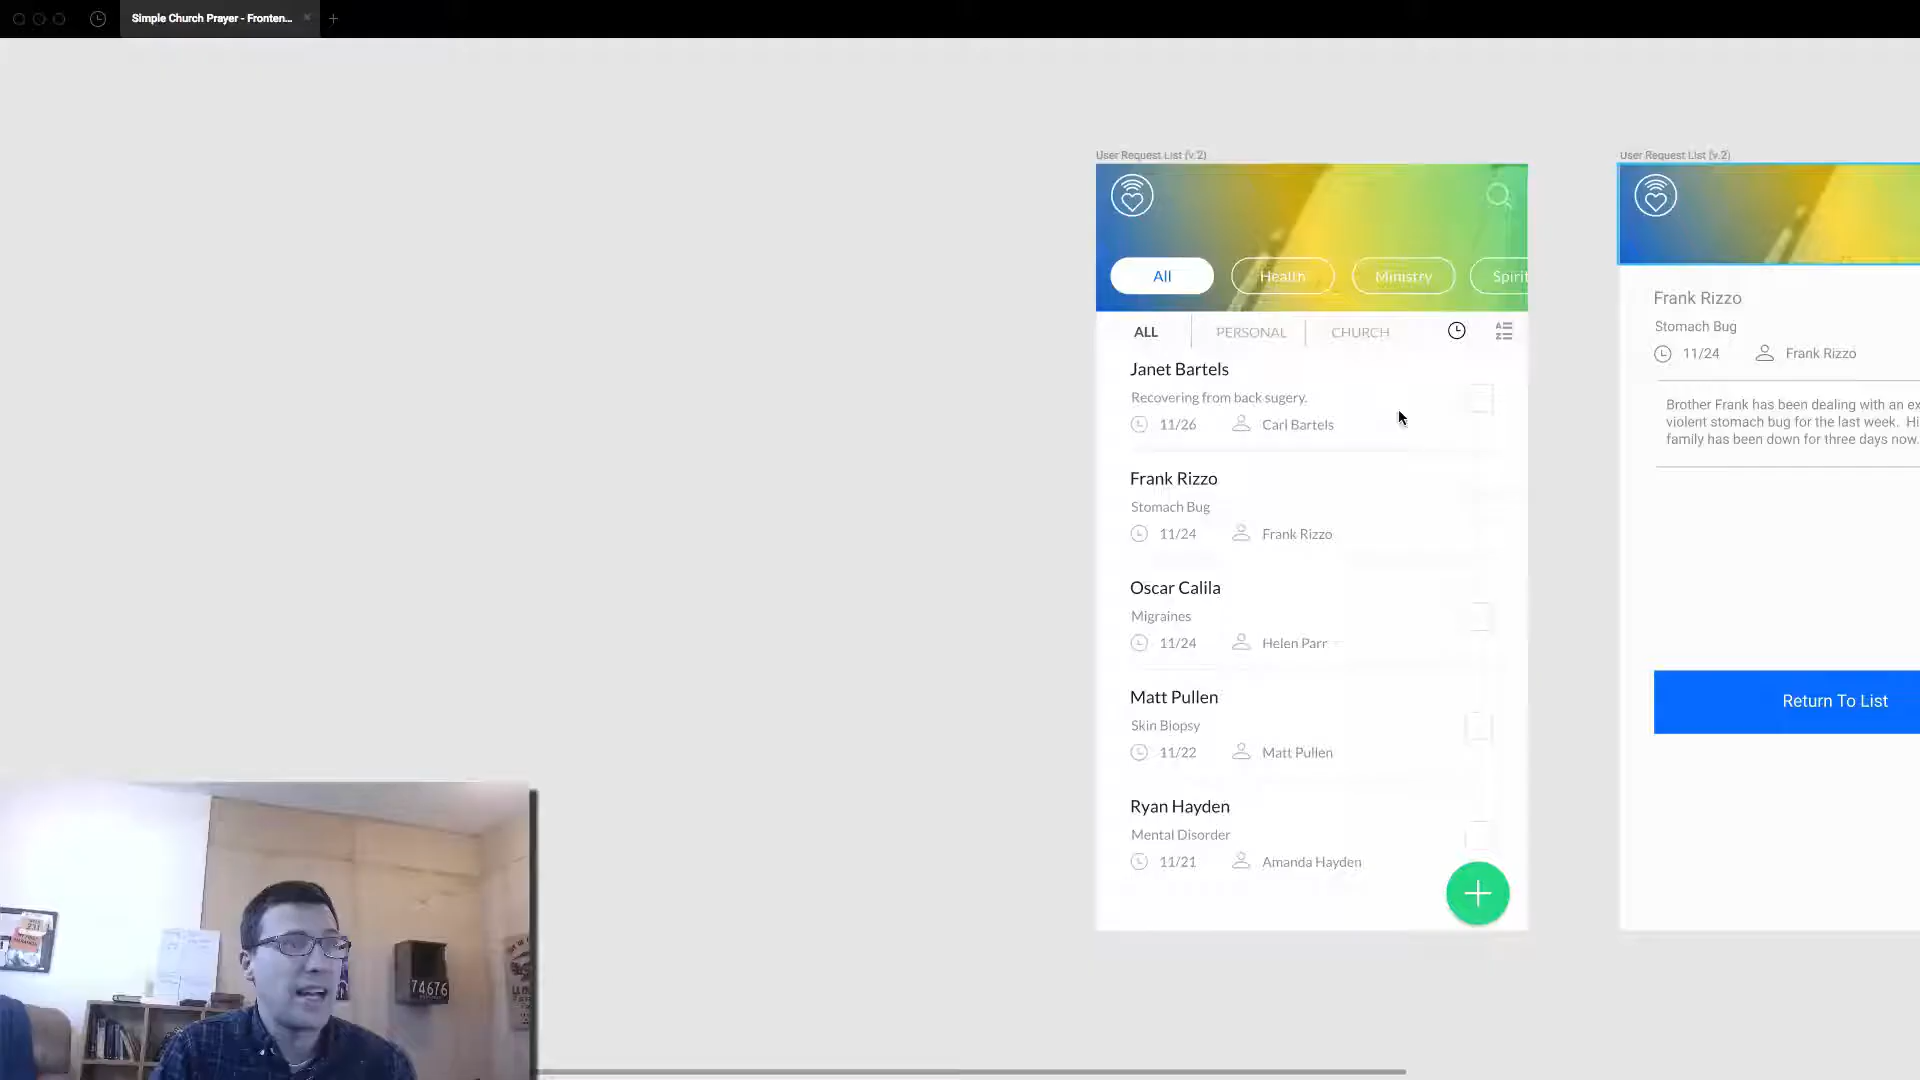 Simple Church Prayer - Fronten...
User Request List (v.2)
All
Health
Ministry
Spirit
ALL
PERSONAL
CHURCH
Janet Bartels
Recovering from back sugery.
11/26
Carl Bartels
Frank Rizzo
Stomach Bug
11/24
Frank Rizzo
Oscar Calila
Migraines
11/24
Helen Parr
Matt Pullen
Skin Biopsy
11/22
Matt Pullen
Ryan Hayden
Mental Disorder
11/21
Amanda Hayden
User Request List (v.2)
Frank Rizzo
Stomach Bug
11/24
Frank Rizzo
Brother Frank has been dealing with an ex
violent stomach bug for the last week. Hi
family has been down for three days now.
Return To List
74676